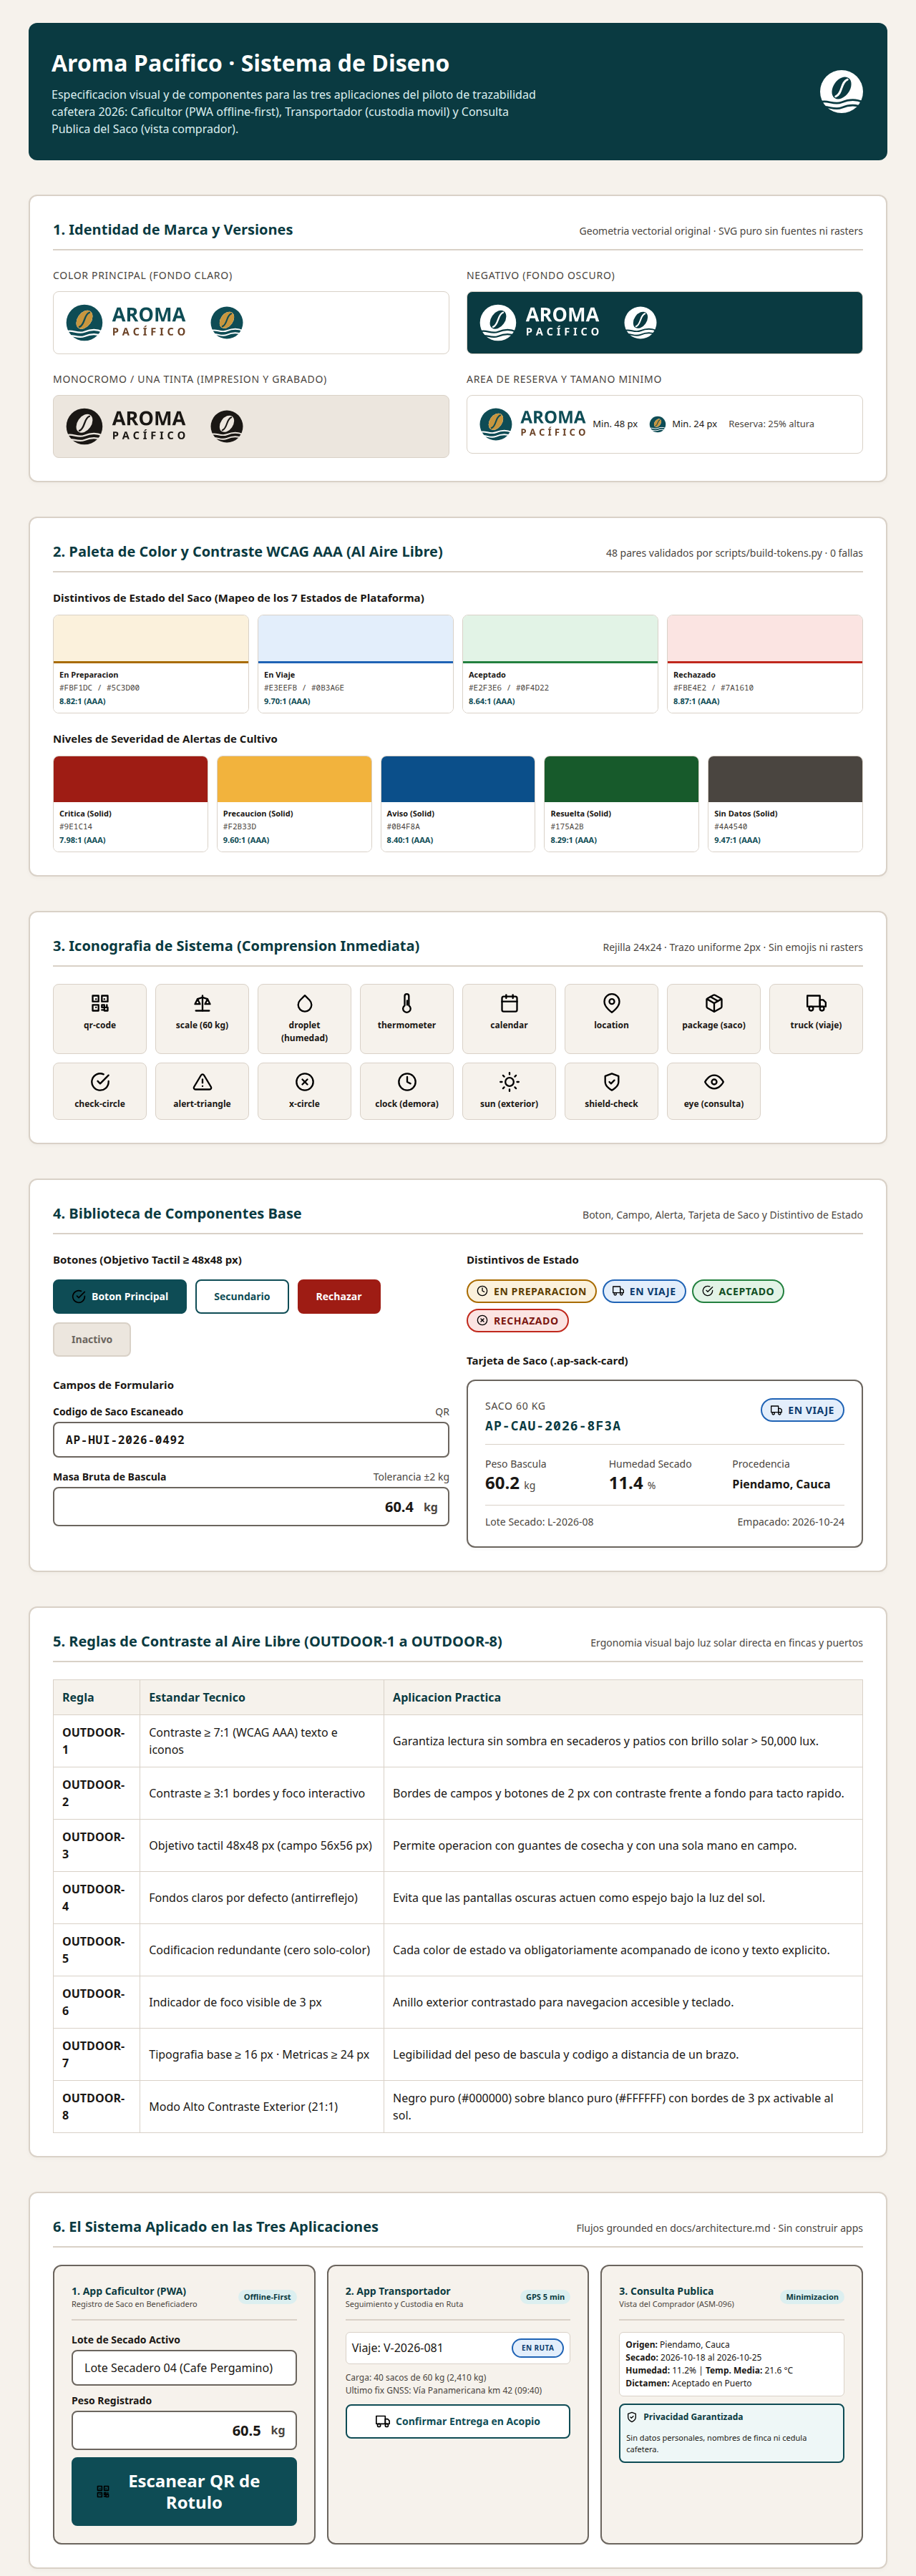 Aroma Pacifico · Sistema de Diseno
Especificacion visual y de componentes para las tres aplicaciones del piloto de trazabilidad
cafetera 2026: Caficultor (PWA offline-first), Transportador (custodia movil) y Consulta
Publica del Saco (vista comprador).
1. Identidad de Marca y Versiones
Geometria vectorial original · SVG puro sin fuentes ni rasters
COLOR PRINCIPAL (FONDO CLARO)
AROMA
PACÍFICO
NEGATIVO (FONDO OSCURO)
AROMA
PACÍFICO
MONOCROMO / UNA TINTA (IMPRESION Y GRABADO)
AROMA
PACÍFICO
AREA DE RESERVA Y TAMANO MINIMO
AROMA
PACÍFICO
Min. 48 px
Min. 24 px
Reserva: 25% altura
2. Paleta de Color y Contraste WCAG AAA (Al Aire Libre)
48 pares validados por scripts/build-tokens.py · 0 fallas
Distintivos de Estado del Saco (Mapeo de los 7 Estados de Plataforma)
En Preparacion
#FBF1DC / #5C3D00
8.82:1 (AAA)
En Viaje
#E3EEFB / #0B3A6E
9.70:1 (AAA)
Aceptado
#E2F3E6 / #0F4D22
8.64:1 (AAA)
Rechazado
#FBE4E2 / #7A1610
8.87:1 (AAA)
Niveles de Severidad de Alertas de Cultivo
Critica (Solid)
#9E1C14
7.98:1 (AAA)
Precaucion (Solid)
#F2B33D
9.60:1 (AAA)
Aviso (Solid)
#0B4F8A
8.40:1 (AAA)
Resuelta (Solid)
#175A2B
8.29:1 (AAA)
Sin Datos (Solid)
#4A4540
9.47:1 (AAA)
3. Iconografia de Sistema (Comprension Inmediata)
Rejilla 24x24 · Trazo uniforme 2px · Sin emojis ni rasters
qr-code
scale (60 kg)
droplet
(humedad)
thermometer
calendar
location
package (saco)
truck (viaje)
check-circle
alert-triangle
x-circle
clock (demora)
sun (exterior)
shield-check
eye (consulta)
4. Biblioteca de Componentes Base
Boton, Campo, Alerta, Tarjeta de Saco y Distintivo de Estado
Botones (Objetivo Tactil ≥ 48x48 px)
Boton Principal
Secundario
Rechazar
Inactivo
Campos de Formulario
Codigo de Saco Escaneado
QR
AP-HUI-2026-0492
Masa Bruta de Bascula
Tolerancia ±2 kg
60.4 kg
Distintivos de Estado
EN PREPARACION
EN VIAJE
ACEPTADO
RECHAZADO
Tarjeta de Saco (.ap-sack-card)
SACO 60 KG
AP-CAU-2026-8F3A
EN VIAJE
Peso Bascula
60.2 kg
Humedad Secado
11.4 %
Procedencia
Piendamo, Cauca
Lote Secado: L-2026-08
Empacado: 2026-10-24
5. Reglas de Contraste al Aire Libre (OUTDOOR-1 a OUTDOOR-8)
Ergonomia visual bajo luz solar directa en fincas y puertos
Regla
Estandar Tecnico
Aplicacion Practica
OUTDOOR-
1
Contraste ≥ 7:1 (WCAG AAA) texto e
iconos
Garantiza lectura sin sombra en secaderos y patios con brillo solar > 50,000 lux.
OUTDOOR-
2
Contraste ≥ 3:1 bordes y foco interactivo
Bordes de campos y botones de 2 px con contraste frente a fondo para tacto rapido.
OUTDOOR-
3
Objetivo tactil 48x48 px (campo 56x56 px)
Permite operacion con guantes de cosecha y con una sola mano en campo.
OUTDOOR-
4
Fondos claros por defecto (antirreflejo)
Evita que las pantallas oscuras actuen como espejo bajo la luz del sol.
OUTDOOR-
5
Codificacion redundante (cero solo-color)
Cada color de estado va obligatoriamente acompanado de icono y texto explicito.
OUTDOOR-
6
Indicador de foco visible de 3 px
Anillo exterior contrastado para navegacion accesible y teclado.
OUTDOOR-
7
Tipografia base ≥ 16 px · Metricas ≥ 24 px
Legibilidad del peso de bascula y codigo a distancia de un brazo.
OUTDOOR-
8
Modo Alto Contraste Exterior (21:1)
Negro puro (#000000) sobre blanco puro (#FFFFFF) con bordes de 3 px activable al
sol.
6. El Sistema Aplicado en las Tres Aplicaciones
Flujos grounded en docs/architecture.md · Sin construir apps
1. App Caficultor (PWA)
Registro de Saco en Beneficiadero
Offline-First
Lote de Secado Activo
Lote Secadero 04 (Cafe Pergamino)
Peso Registrado
60.5 kg
Escanear QR de
Rotulo
2. App Transportador
Seguimiento y Custodia en Ruta
GPS 5 min
Viaje: V-2026-081
EN RUTA
Carga: 40 sacos de 60 kg (2,410 kg)
Ultimo fix GNSS: Vía Panamericana km 42 (09:40)
Confirmar Entrega en Acopio
3. Consulta Publica
Vista del Comprador (ASM-096)
Minimizacion
Origen: Piendamo, Cauca
Secado: 2026-10-18 al 2026-10-25
Humedad: 11.2% | Temp. Media: 21.6 °C
Dictamen: Aceptado en Puerto
Privacidad Garantizada
Sin datos personales, nombres de finca ni cedula
cafetera.